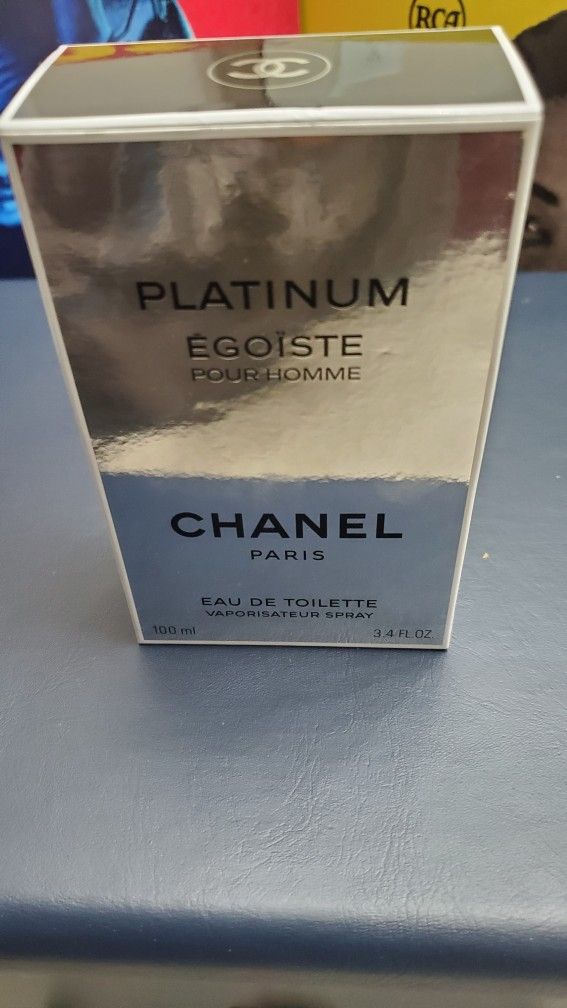 RCA
PLATINUM
ÉGOÏSTE
POUR HOMME
CHANEL
PARIS
EAU DE TOILETTE
VAPORISATEUR SPRAY
100 ml 3.4 FL.OZ.